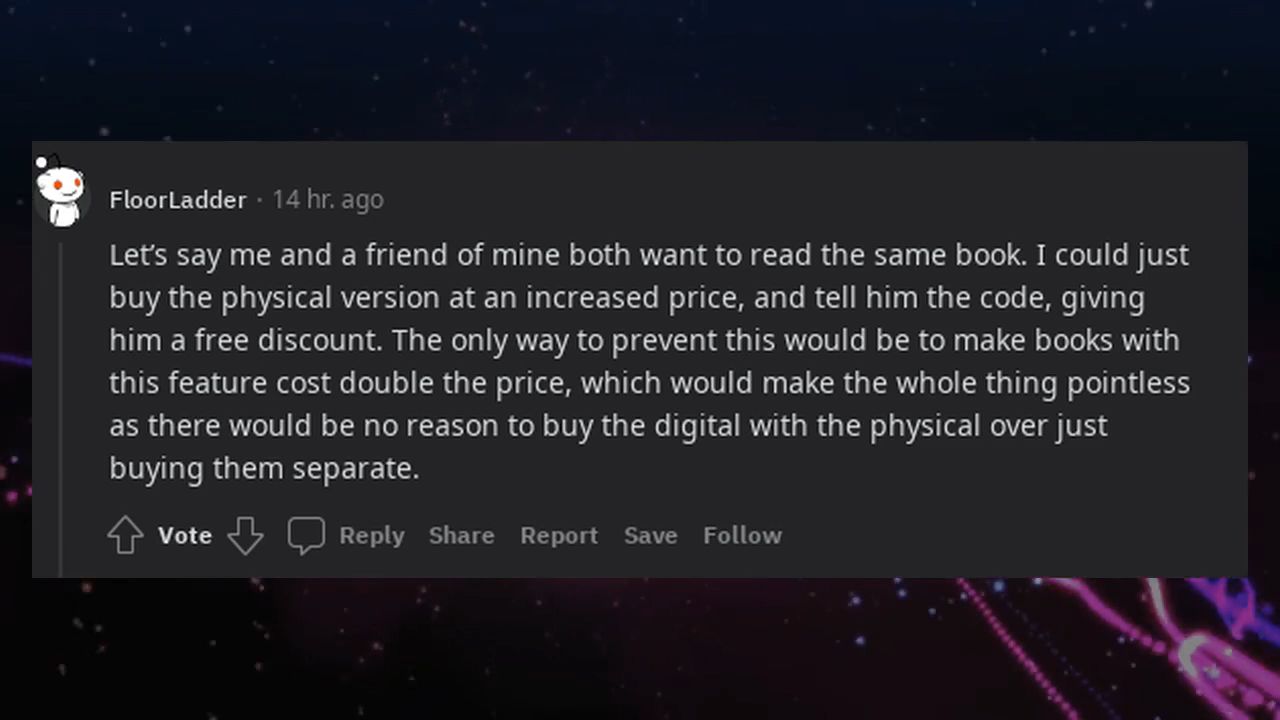 FloorLadder · 14 hr. ago
Let’s say me and a friend of mine both want to read the same book. I could just
buy the physical version at an increased price, and tell him the code, giving
him a free discount. The only way to prevent this would be to make books with
this feature cost double the price, which would make the whole thing pointless
as there would be no reason to buy the digital with the physical over just
buying them separate.
Vote Reply Share Report Save Follow